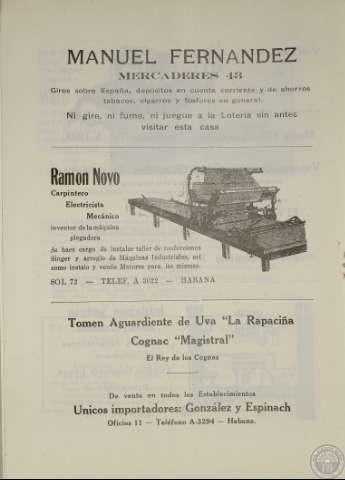 MANUEL FERNANDEZ
MERCADERES 43
Giros sobre España, depósitos en cuenta corriente y de ahorros
tabacos, cigarros y fósforos en general.
Ni gire, ni fume, ni juegue a la Lotería sin antes
visitar esta casa
Ramon Novo
Carpintero
Electricista
Mecánico
inventor de la máquina
plegadora
Se hace cargo de instalar taller de confecciones
Singer y arreglo de Máquinas Industriales, así
como instalo y vendo Motores para las mismas.
SOL 72 — TELEF. A 3022 — HABANA
Tomen Aguardiente de Uva "La Rapaciña
Cognac "Magistral"
El Rey de los Cognac
De venta en todos los Establecimientos
Unicos importadores: González y Espinach
Oficios 11 — Teléfono A-3294 — Habana.